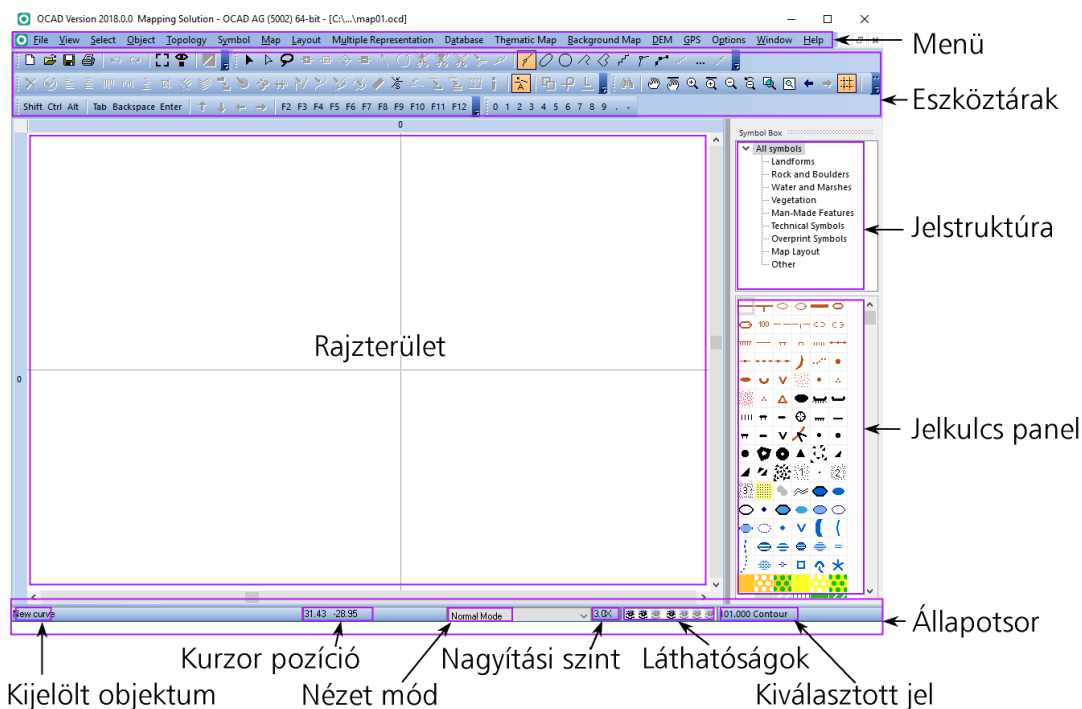 OCAD Version 2018.0.0 Mapping Solution - OCAD AG (5002) 64-bit - [C:\...\map01.ocd]
File View Select Object Topology Symbol Map Layout Multiple Representation Database Thematic Map Background Map DEM GPS Options Window Help
Menü
Eszköztárak
Shift Ctrl Alt Tab Backspace Enter F2 F3 F4 F5 F6 F7 F8 F9 F10 F11 F12 0 1 2 3 4 5 6 7 8 9 . -
0
Symbol Box
All symbols
Landforms
Rock and Boulders
Water and Marshes
Vegetation
Man-Made Features
Technical Symbols
Overprint Symbols
Map Layout
Other
Jelstruktúra
100
Rajzterület
0
Jelkulcs panel
1
2
3
New curve 31.43 -28.95 Normal Mode 3.0X 101.000 Contour
Állapotsor
Kurzor pozíció Nagyítási szint Láthatóságok
Kijelölt objektum Nézet mód Kiválasztott jel